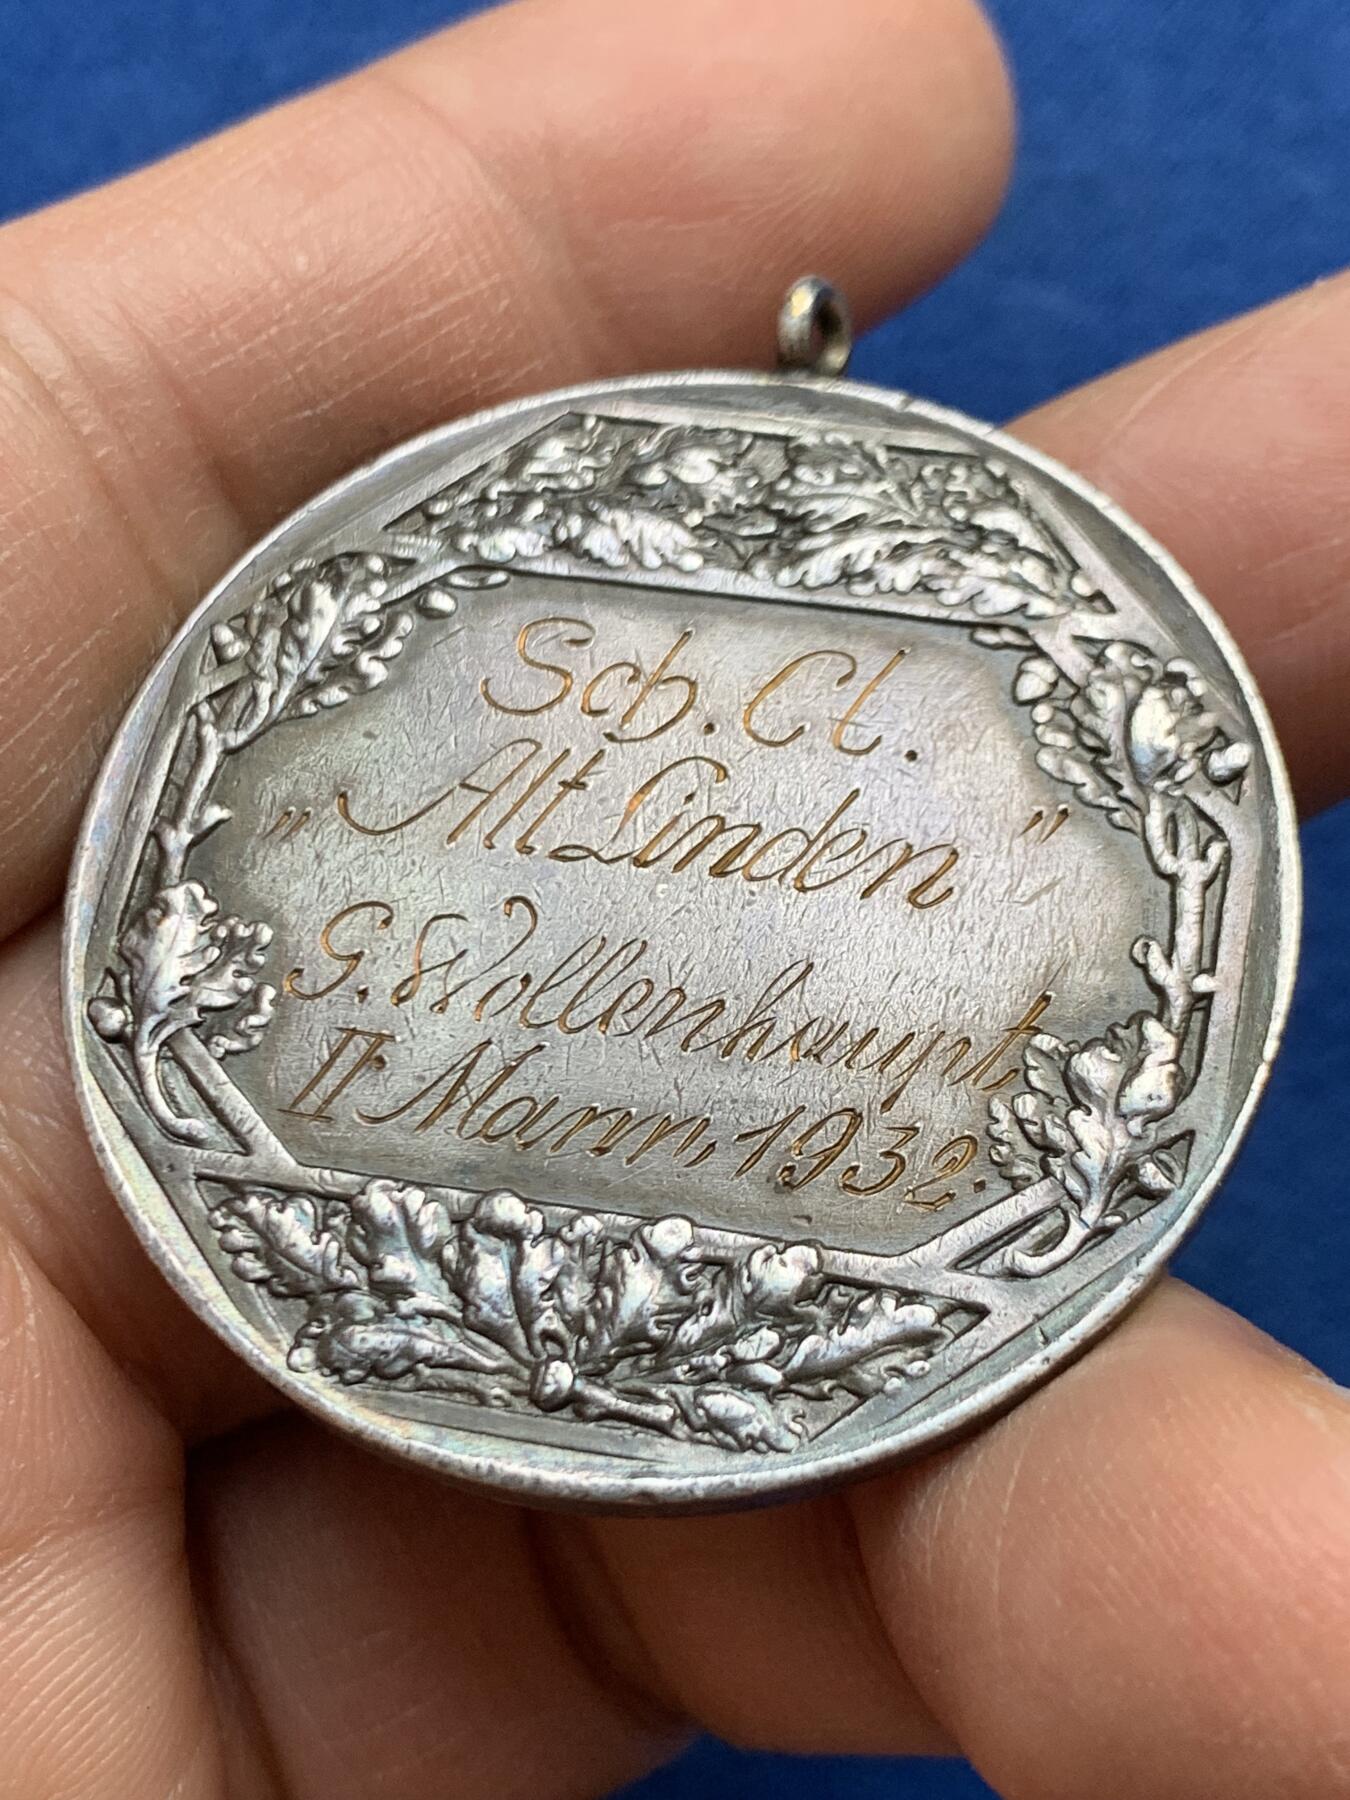 Sch. Cl.
„Alt Linden"
G. Wollenhaupt,
II Mann, 1932.